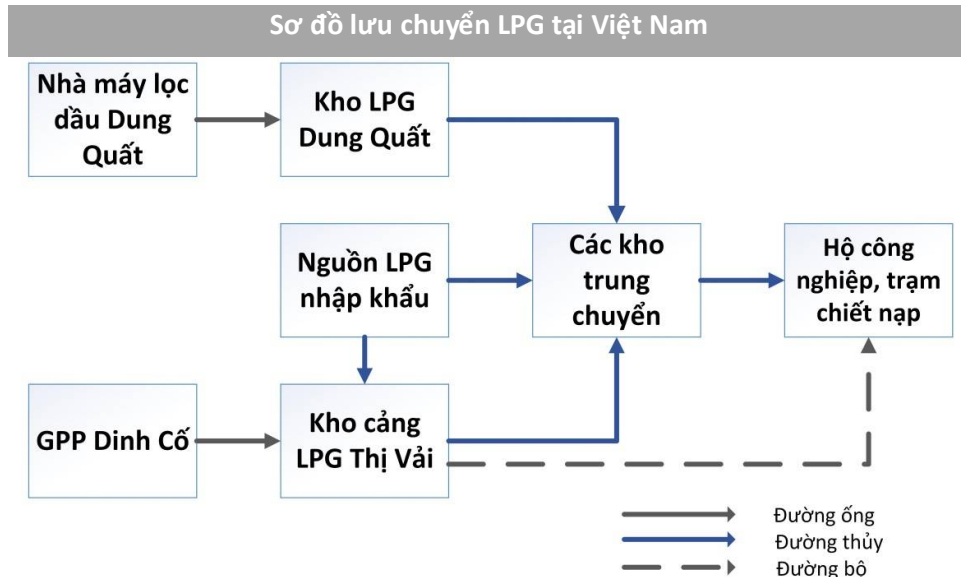 Sơ đồ lưu chuyển LPG tại Việt Nam
Nhà máy lọc
dầu Dung
Quất
Kho LPG
Dung Quất
Nguồn LPG
nhập khẩu
Các kho
trung
chuyển
Hộ công
nghiệp, trạm
chiết nạp
GPP Dinh Cố
Kho cảng
LPG Thị Vải
Đường ống
Đường thủy
Đường bộ